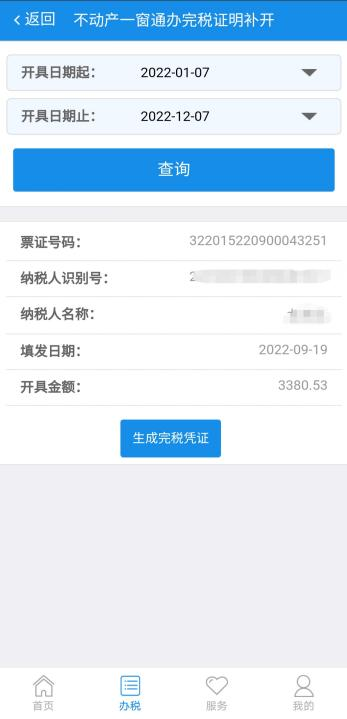 返回 不动产一窗通办完税证明补开
开具日期起： 2022-01-07
开具日期止： 2022-12-07
查询
票证号码： 322015220900043251
纳税人识别号：
纳税人名称：
填发日期： 2022-09-19
开具金额： 3380.53
生成完税凭证
首页 办税 服务 我的